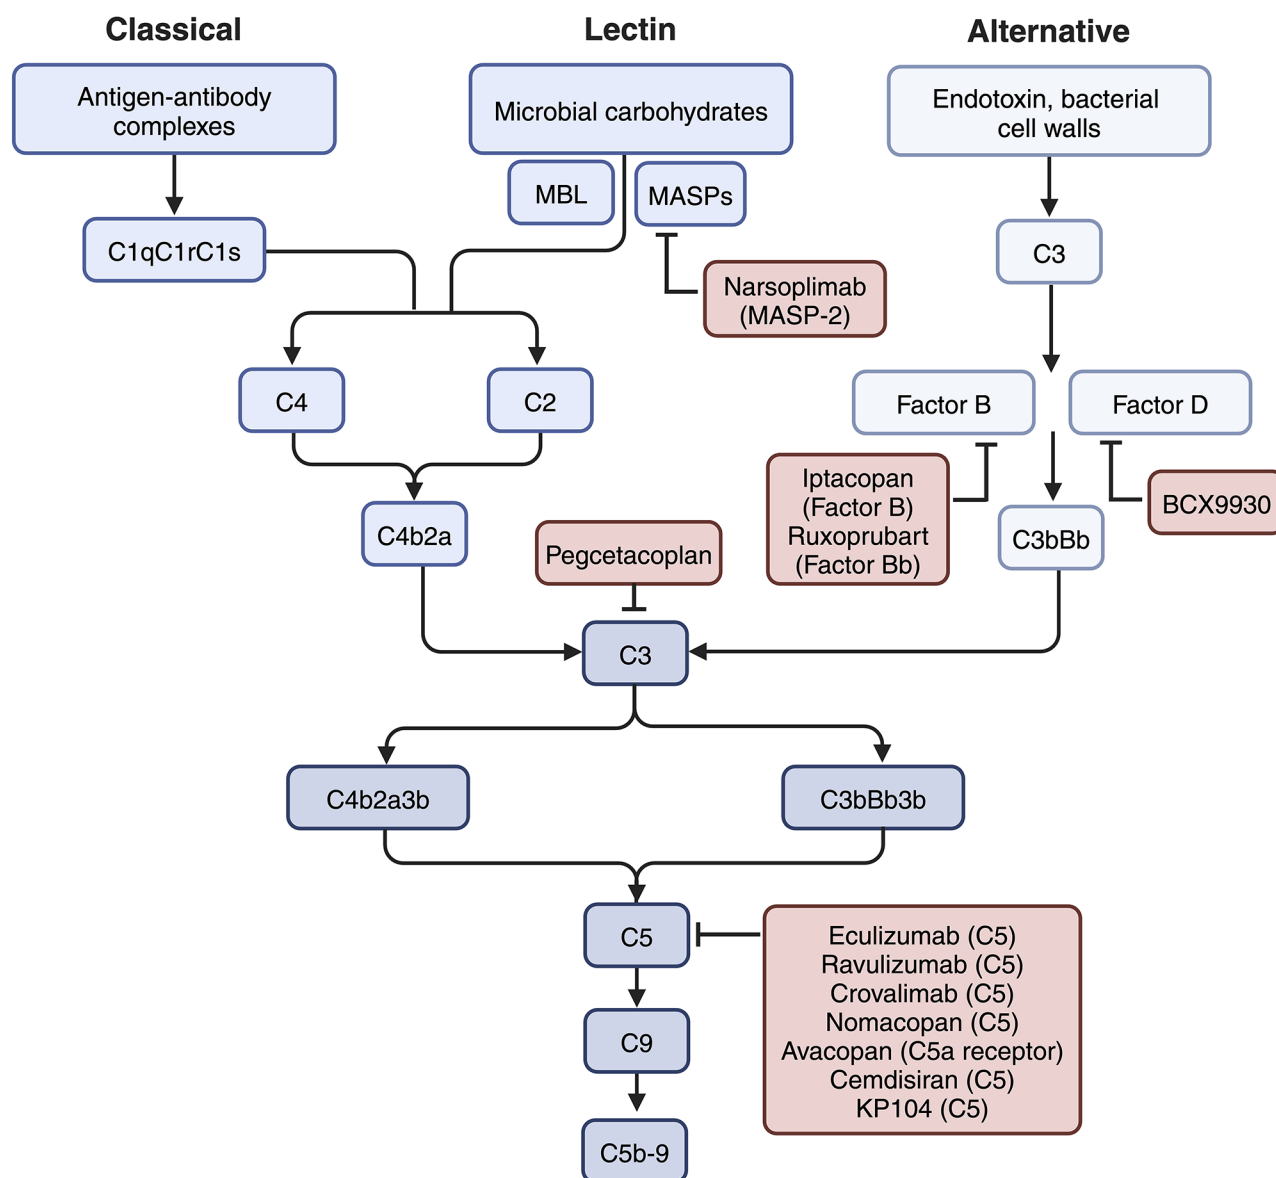 Classical
Lectin
Alternative
Antigen-antibody
complexes
Microbial carbohydrates
Endotoxin, bacterial
cell walls
MBL
MASPs
C1qC1rC1s
C3
Narsoplimab
(MASP-2)
C4
C2
Factor B
Factor D
Iptacopan
(Factor B)
Ruxoprubart
(Factor Bb)
BCX9930
C4b2a
C3bBb
Pegcetacoplan
C3
C4b2a3b
C3bBb3b
C5
Eculizumab (C5)
Ravulizumab (C5)
Crovalimab (C5)
Nomacopan (C5)
Avacopan (C5a receptor)
Cemdisiran (C5)
KP104 (C5)
C9
C5b-9